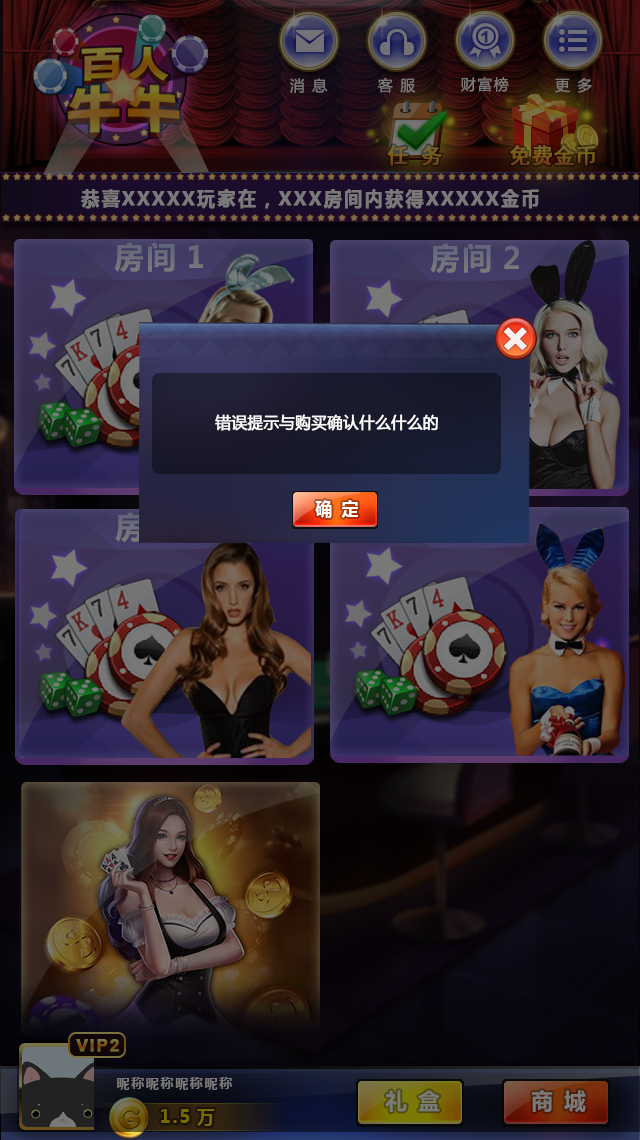 百人
牛牛
消息
客服
财富榜
更多
任务
免费金币
恭喜XXXXX玩家在，XXX房间内获得XXXXX金币
房间 1
房间 2
错误提示与购买确认什么什么的
确定
房
VIP2
昵称昵称昵称昵称
1.5 万
礼盒
商城